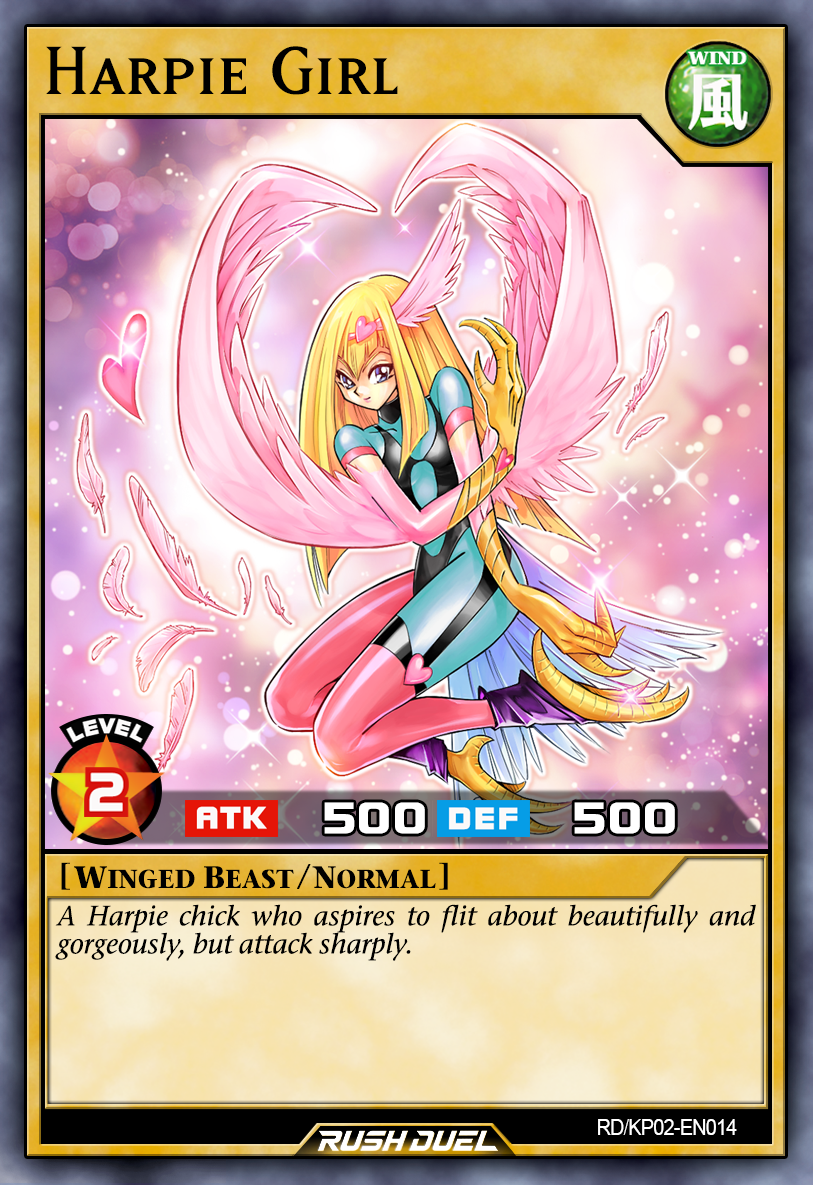 Harpie Girl
WIND
風
LEVEL
2
ATK 500 DEF 500
[Winged Beast/Normal]
A Harpie chick who aspires to flit about beautifully and
gorgeously, but attack sharply.
RD/KP02-EN014
RUSH DUEL